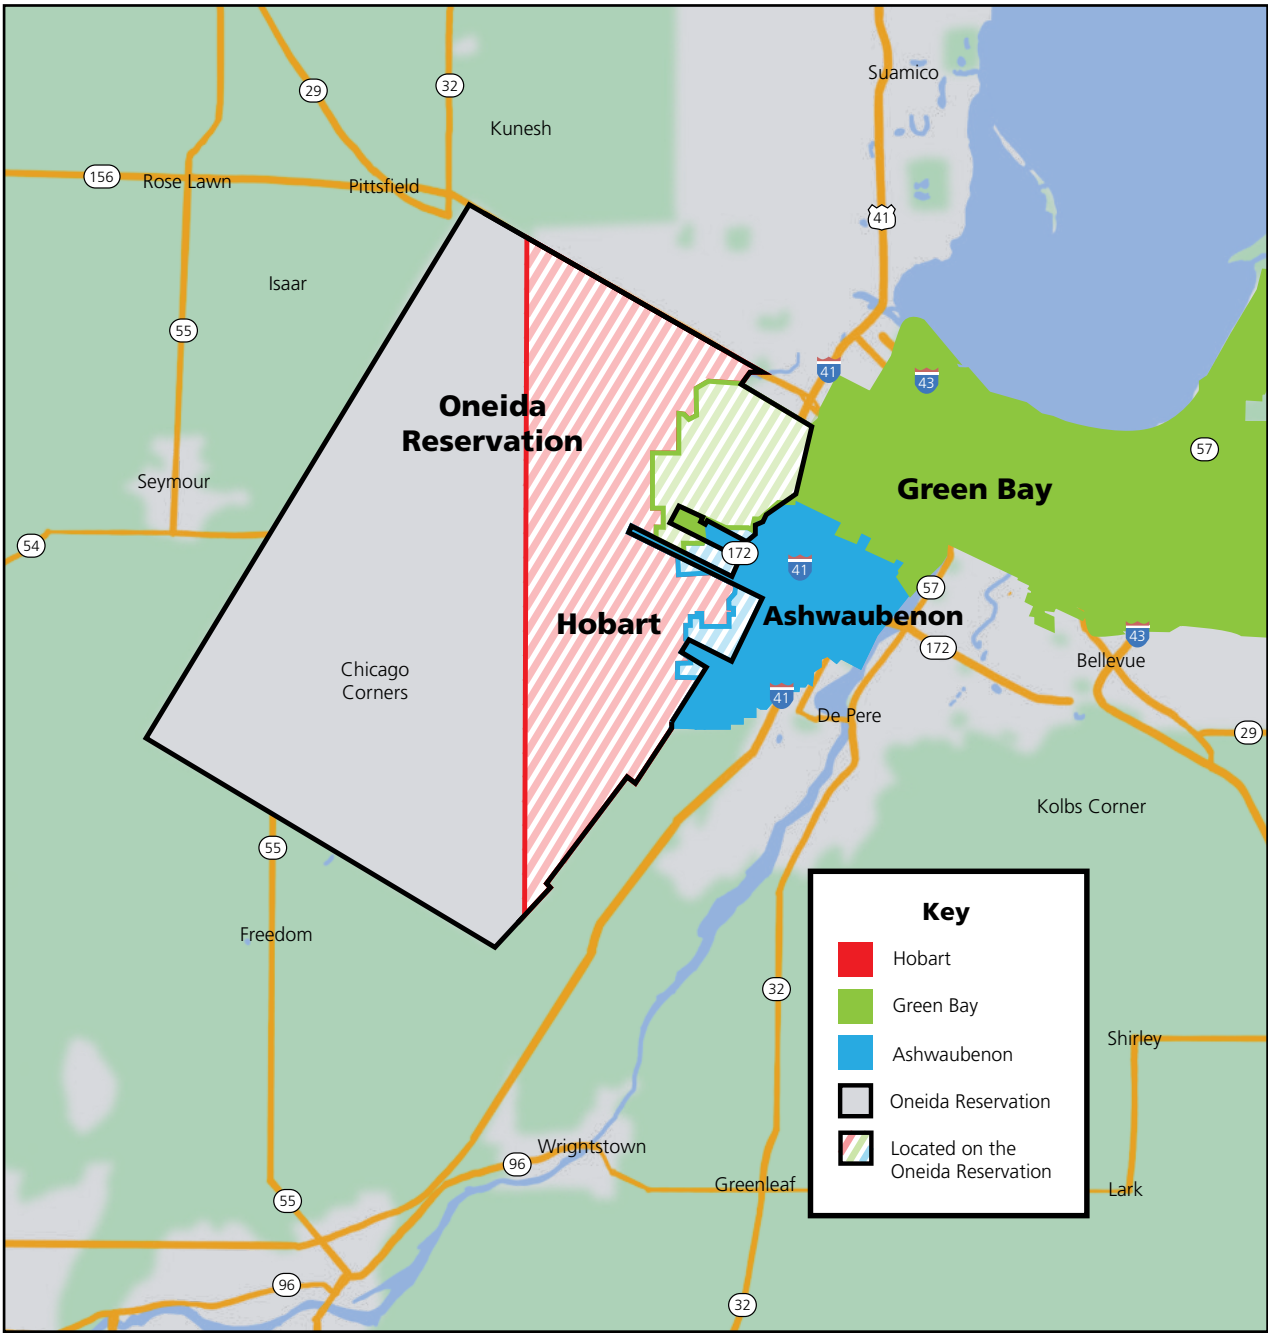 Suamico
29
32
Kunesh
156
Rose Lawn
Pittsfield
41
Isaar
55
41
43
Oneida
Reservation
57
Seymour
Green Bay
54
172
41
57
Ashwaubenon
Hobart
43
172
Bellevue
Chicago
Corners
41
De Pere
29
Kolbs Corner
55
Key
Freedom
Hobart
32
Green Bay
Shirley
Ashwaubenon
Oneida Reservation
Wrightstown
Located on the
Oneida Reservation
96
Greenleaf
Lark
55
96
32